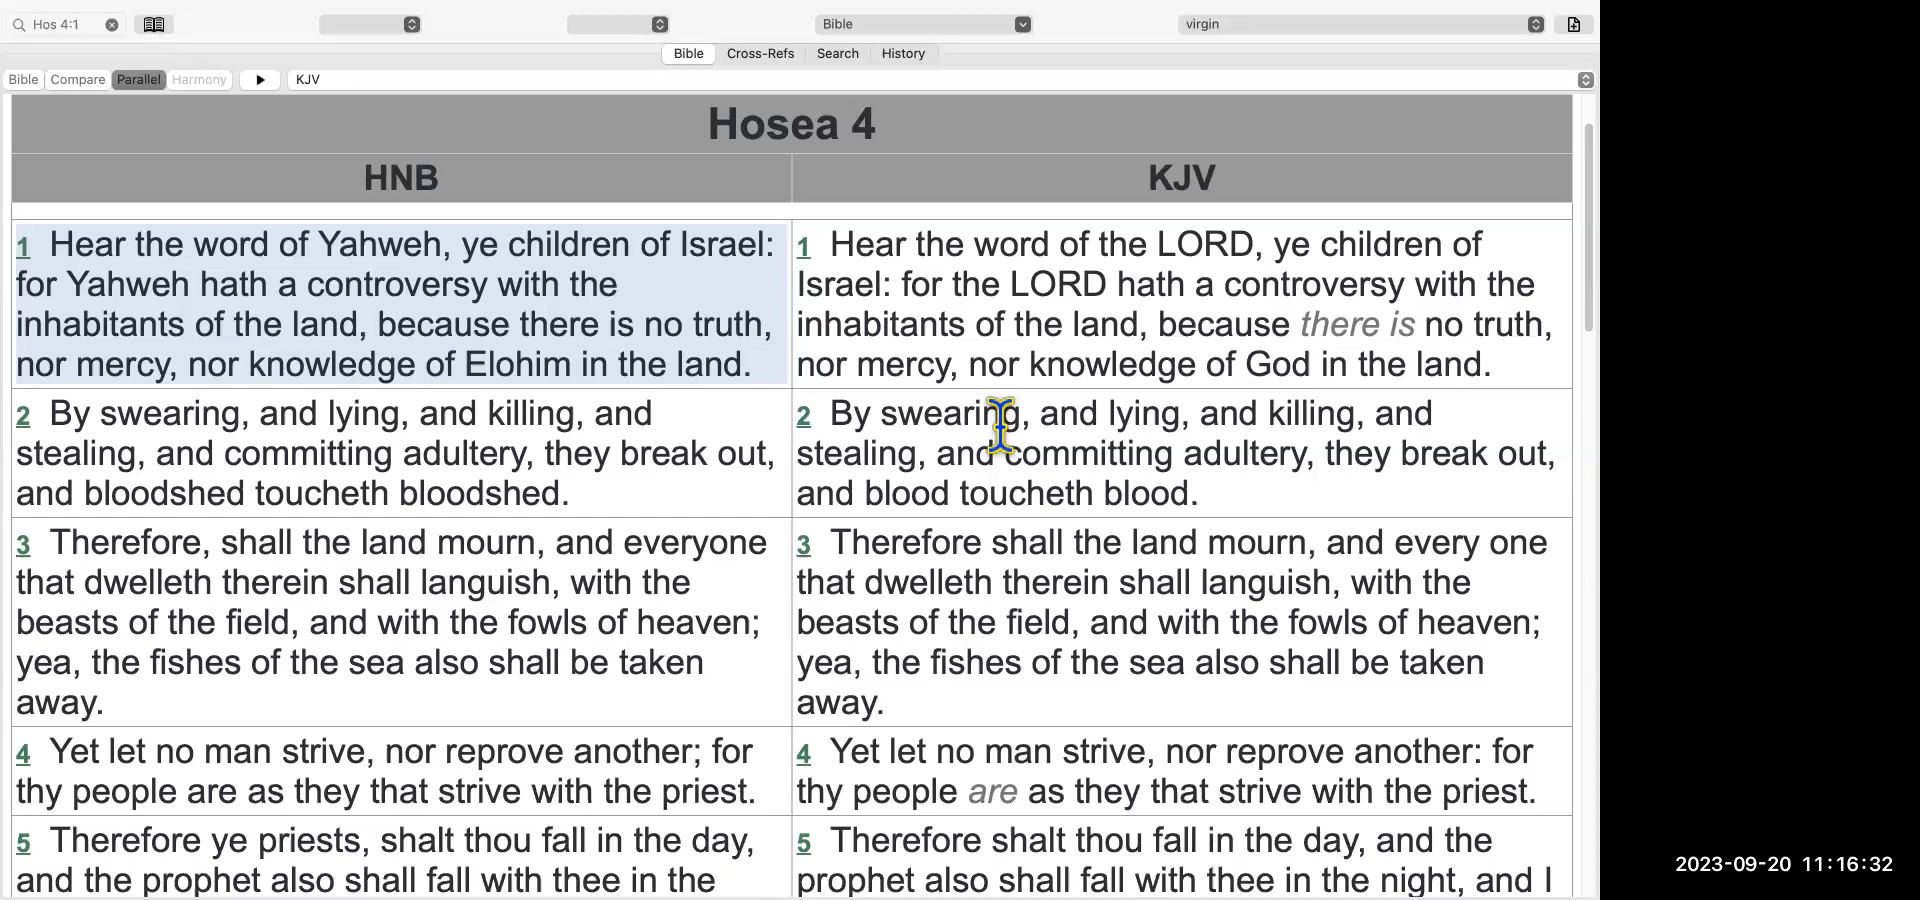 Hos 4:1
Bible
virgin
Bible
Cross-Refs
Search
History
Bible
Compare
Parallel
Harmony
KJV
Hosea 4
HNB
1 Hear the word of Yahweh, ye children of Israel:
for Yahweh hath a controversy with the
inhabitants of the land, because there is no truth,
nor mercy, nor knowledge of Elohim in the land.
2 By swearing, and lying, and killing, and
stealing, and committing adultery, they break out,
and bloodshed toucheth bloodshed.
3 Therefore, shall the land mourn, and everyone
that dwelleth therein shall languish, with the
beasts of the field, and with the fowls of heaven;
yea, the fishes of the sea also shall be taken
away.
4 Yet let no man strive, nor reprove another; for
thy people are as they that strive with the priest.
5 Therefore ye priests, shalt thou fall in the day,
and the prophet also shall fall with thee in the
KJV
1 Hear the word of the LORD, ye children of
Israel: for the LORD hath a controversy with the
inhabitants of the land, because there is no truth,
nor mercy, nor knowledge of God in the land.
2 By swearing, and lying, and killing, and
stealing, and committing adultery, they break out,
and blood toucheth blood.
3 Therefore shall the land mourn, and every one
that dwelleth therein shall languish, with the
beasts of the field, and with the fowls of heaven;
yea, the fishes of the sea also shall be taken
away.
4 Yet let no man strive, nor reprove another: for
thy people are as they that strive with the priest.
5 Therefore shalt thou fall in the day, and the
prophet also shall fall with thee in the night, and I
2023-09-20 11:16:32